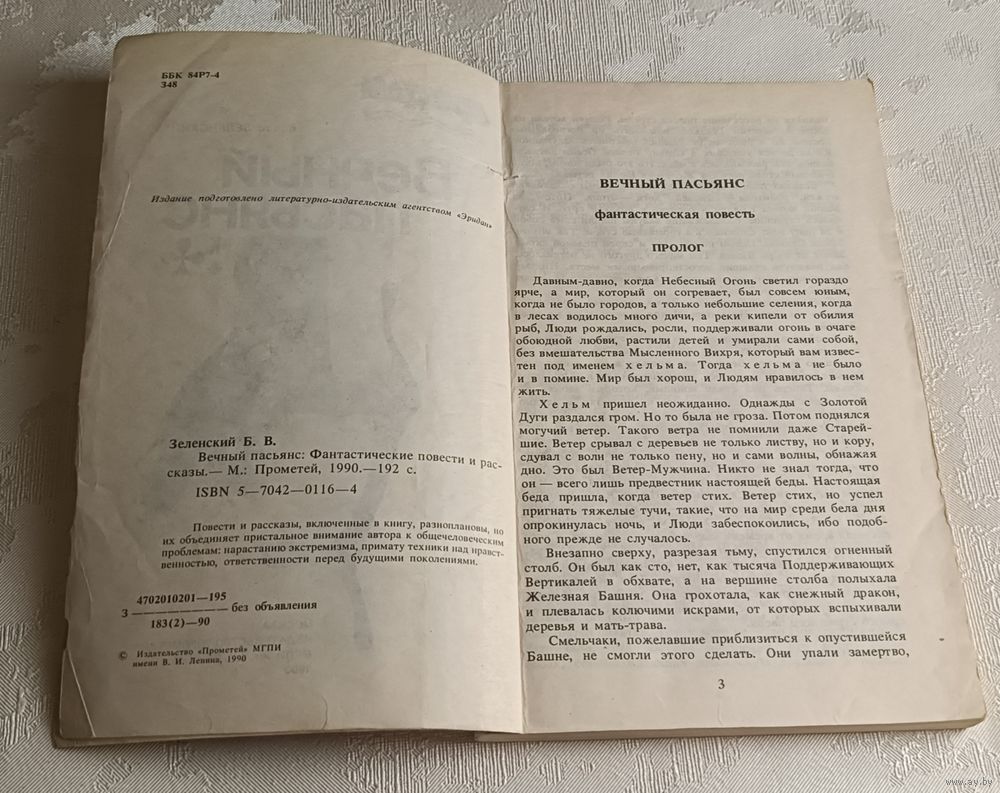 ББК 84Р7-4
З48
Издание подготовлено литературно-издательским агентством «Эридан»
Зеленский Б. В.
Вечный пасьянс: Фантастические повести и рас-
сказы.— М.: Прометей, 1990.—192 с.
ISBN 5—7042—0116—4
Повести и рассказы, включенные в книгу, разноплановы, но
их объединяет пристальное внимание автора к общечеловеческим
проблемам: нарастанию экстремизма, примату техники над нравст-
венностью, ответственности перед будущими поколениями.
4702010201—195
З ————— без объявления
183(2)—90
© Издательство «Прометей» МГПИ
имени В. И. Ленина, 1990
ВЕЧНЫЙ ПАСЬЯНС
фантастическая повесть
ПРОЛОГ
Давным-давно, когда Небесный Огонь светил гораздо
ярче, а мир, который он согревает, был совсем юным,
когда не было городов, а только небольшие селения, когда
в лесах водилось много дичи, а реки кипели от обилия
рыб, Люди рождались, росли, поддерживали огонь в очаге
обоюдной любви, растили детей и умирали сами собой,
без вмешательства Мысленного Вихря, который вам извес-
тен под именем хельма. Тогда хельма не было
и в помине. Мир был хорош, и Людям нравилось в нем
жить.
Хельм пришел неожиданно. Однажды с Золотой
Дуги раздался гром. Но то была не гроза. Потом поднялся
могучий ветер. Такого ветра не помнили даже Старей-
шие. Ветер срывал с деревьев не только листву, но и кору,
сдувал с волн не только пену, но и сами волны, обнажая
дно. Это был Ветер-Мужчина. Никто не знал тогда, что
он — всего лишь предвестник настоящей беды. Настоящая
беда пришла, когда ветер стих. Ветер стих, но успел
пригнать тяжелые тучи, такие, что на мир среди бела дня
опрокинулась ночь, и Люди забеспокоились, ибо подоб-
ного прежде не случалось.
Внезапно сверху, разрезая тьму, спустился огненный
столб. Он был как сто, нет, как тысяча Поддерживающих
Вертикалей в обхвате, а на вершине столба полыхала
Железная Башня. Она грохотала, как снежный дракон,
и плевалась колючими искрами, от которых вспыхивали
деревья и мать-трава.
Смельчаки, пожелавшие приблизиться к опустившейся
Башне, не смогли этого сделать. Они упали замертво,
3
www.ay.by